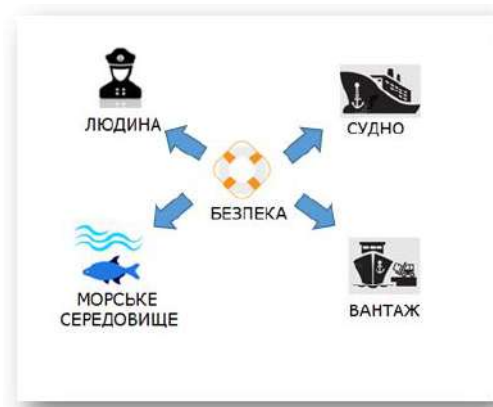 ЛЮДИНА
СУДНО
БЕЗПЕКА
МОРСЬКЕ
СЕРЕДОВИЩЕ
ВАНТАЖ